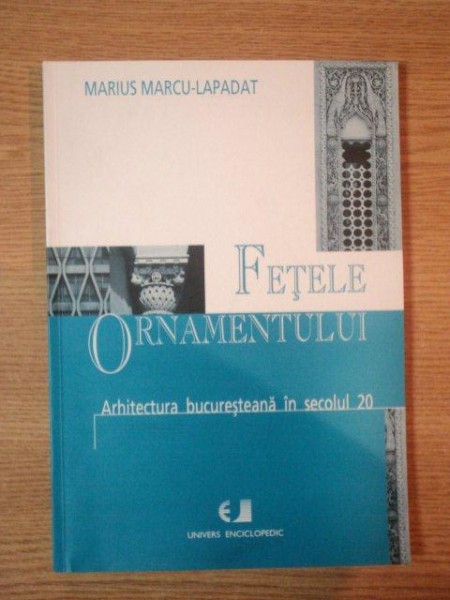 MARIUS MARCU-LAPADAT
FEŢELE
ORNAMENTULUI
Arhitectura bucureşteană în secolul 20
UNIVERS ENCICLOPEDIC